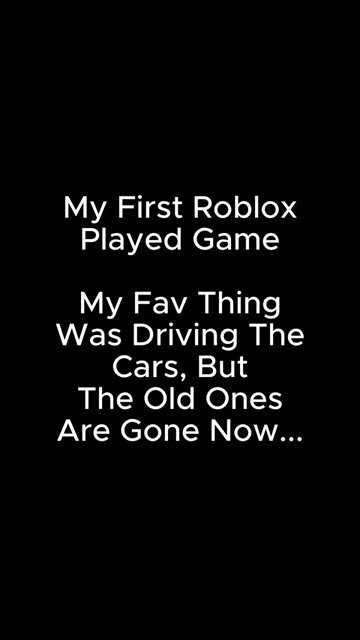 My First Roblox
Played Game
My Fav Thing
Was Driving The
Cars, But
The Old Ones
Are Gone Now...